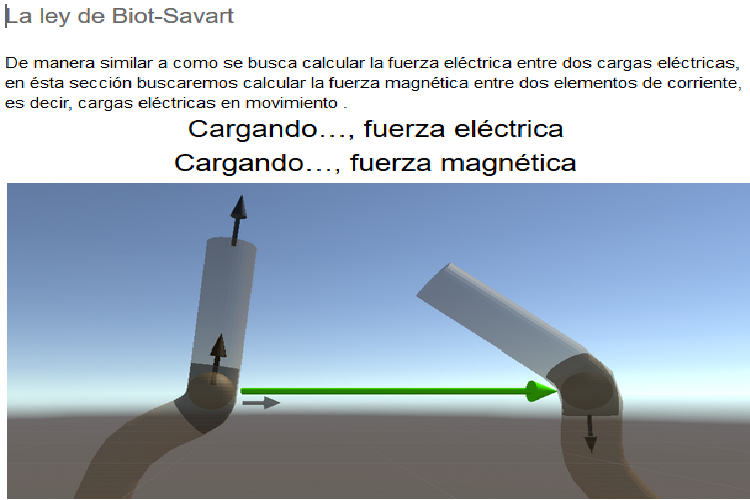 La ley de Biot-Savart
De manera similar a como se busca calcular la fuerza eléctrica entre dos cargas eléctricas,
en ésta sección buscaremos calcular la fuerza magnética entre dos elementos de corriente,
es decir, cargas eléctricas en movimiento .
Cargando…, fuerza eléctrica
Cargando…, fuerza magnética